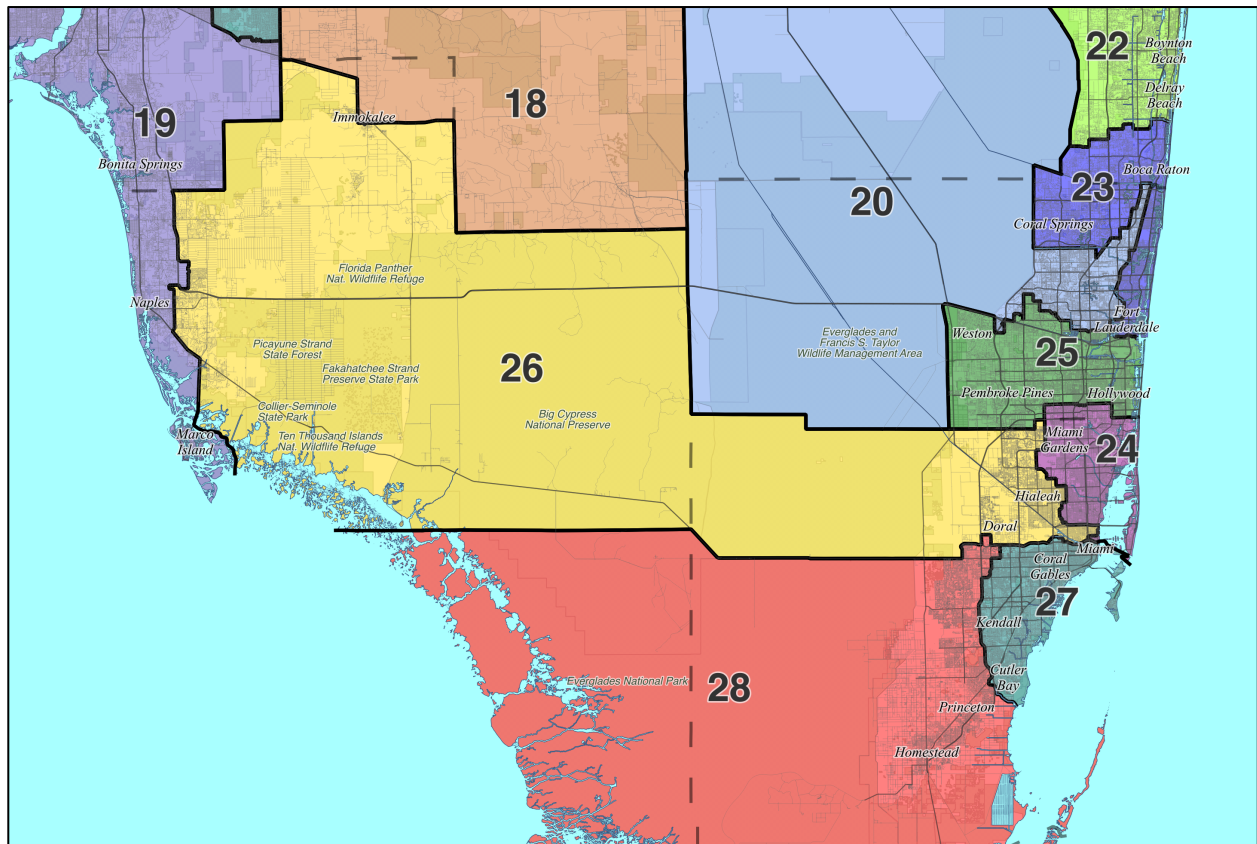 22
Boynton
Beach
Delray
Beach
18
19
Immokalee
Bonita Springs
Boca Raton
23
20
Coral Springs
Florida Panther
Nat. Wildlife Refuge
Naples
Fort
Lauderdale
Weston
Everglades and
Francis S. Taylor
Wildlife Management Area
25
Picayune Strand
State Forest
Fakahatchee Strand
Preserve State Park
26
Pembroke Pines
Hollywood
Collier-Seminole
State Park
Big Cypress
National Preserve
Marco
Island
Ten Thousand Islands
Nat. Wildlife Refuge
Miami
Gardens
24
Hialeah
Doral
Miami
Coral
Gables
27
Kendall
Cutler
Bay
Everglades National Park
28
Princeton
Homestead